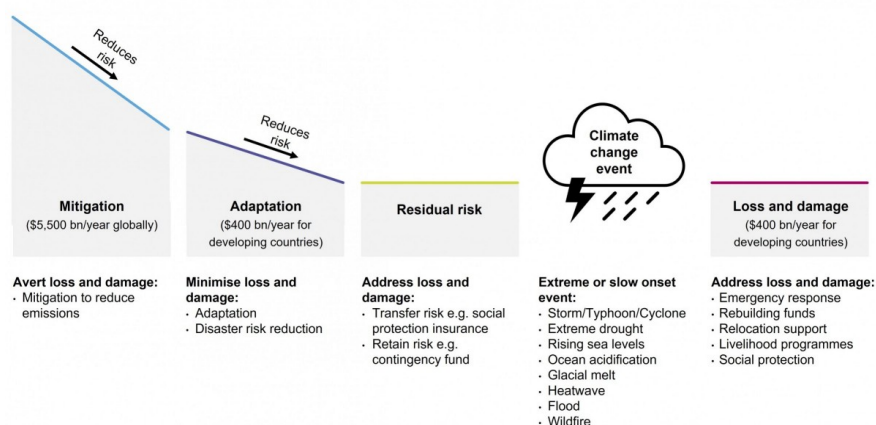 Reduces
risk
Reduces
risk
Climate
change
event
Mitigation
($5,500 bn/year globally)
Adaptation
($400 bn/year for
developing countries)
Residual risk
Loss and damage
($400 bn/year for
developing countries)
Avert loss and damage:
· Mitigation to reduce
emissions
Minimise loss and
damage:
· Adaptation
· Disaster risk reduction
Address loss and
damage:
· Transfer risk e.g. social
protection insurance
· Retain risk e.g.
contingency fund
Extreme or slow onset
event:
· Storm/Typhoon/Cyclone
· Extreme drought
· Rising sea levels
· Ocean acidification
· Glacial melt
· Heatwave
· Flood
· Wildfire
Address loss and damage:
· Emergency response
· Rebuilding funds
· Relocation support
· Livelihood programmes
· Social protection